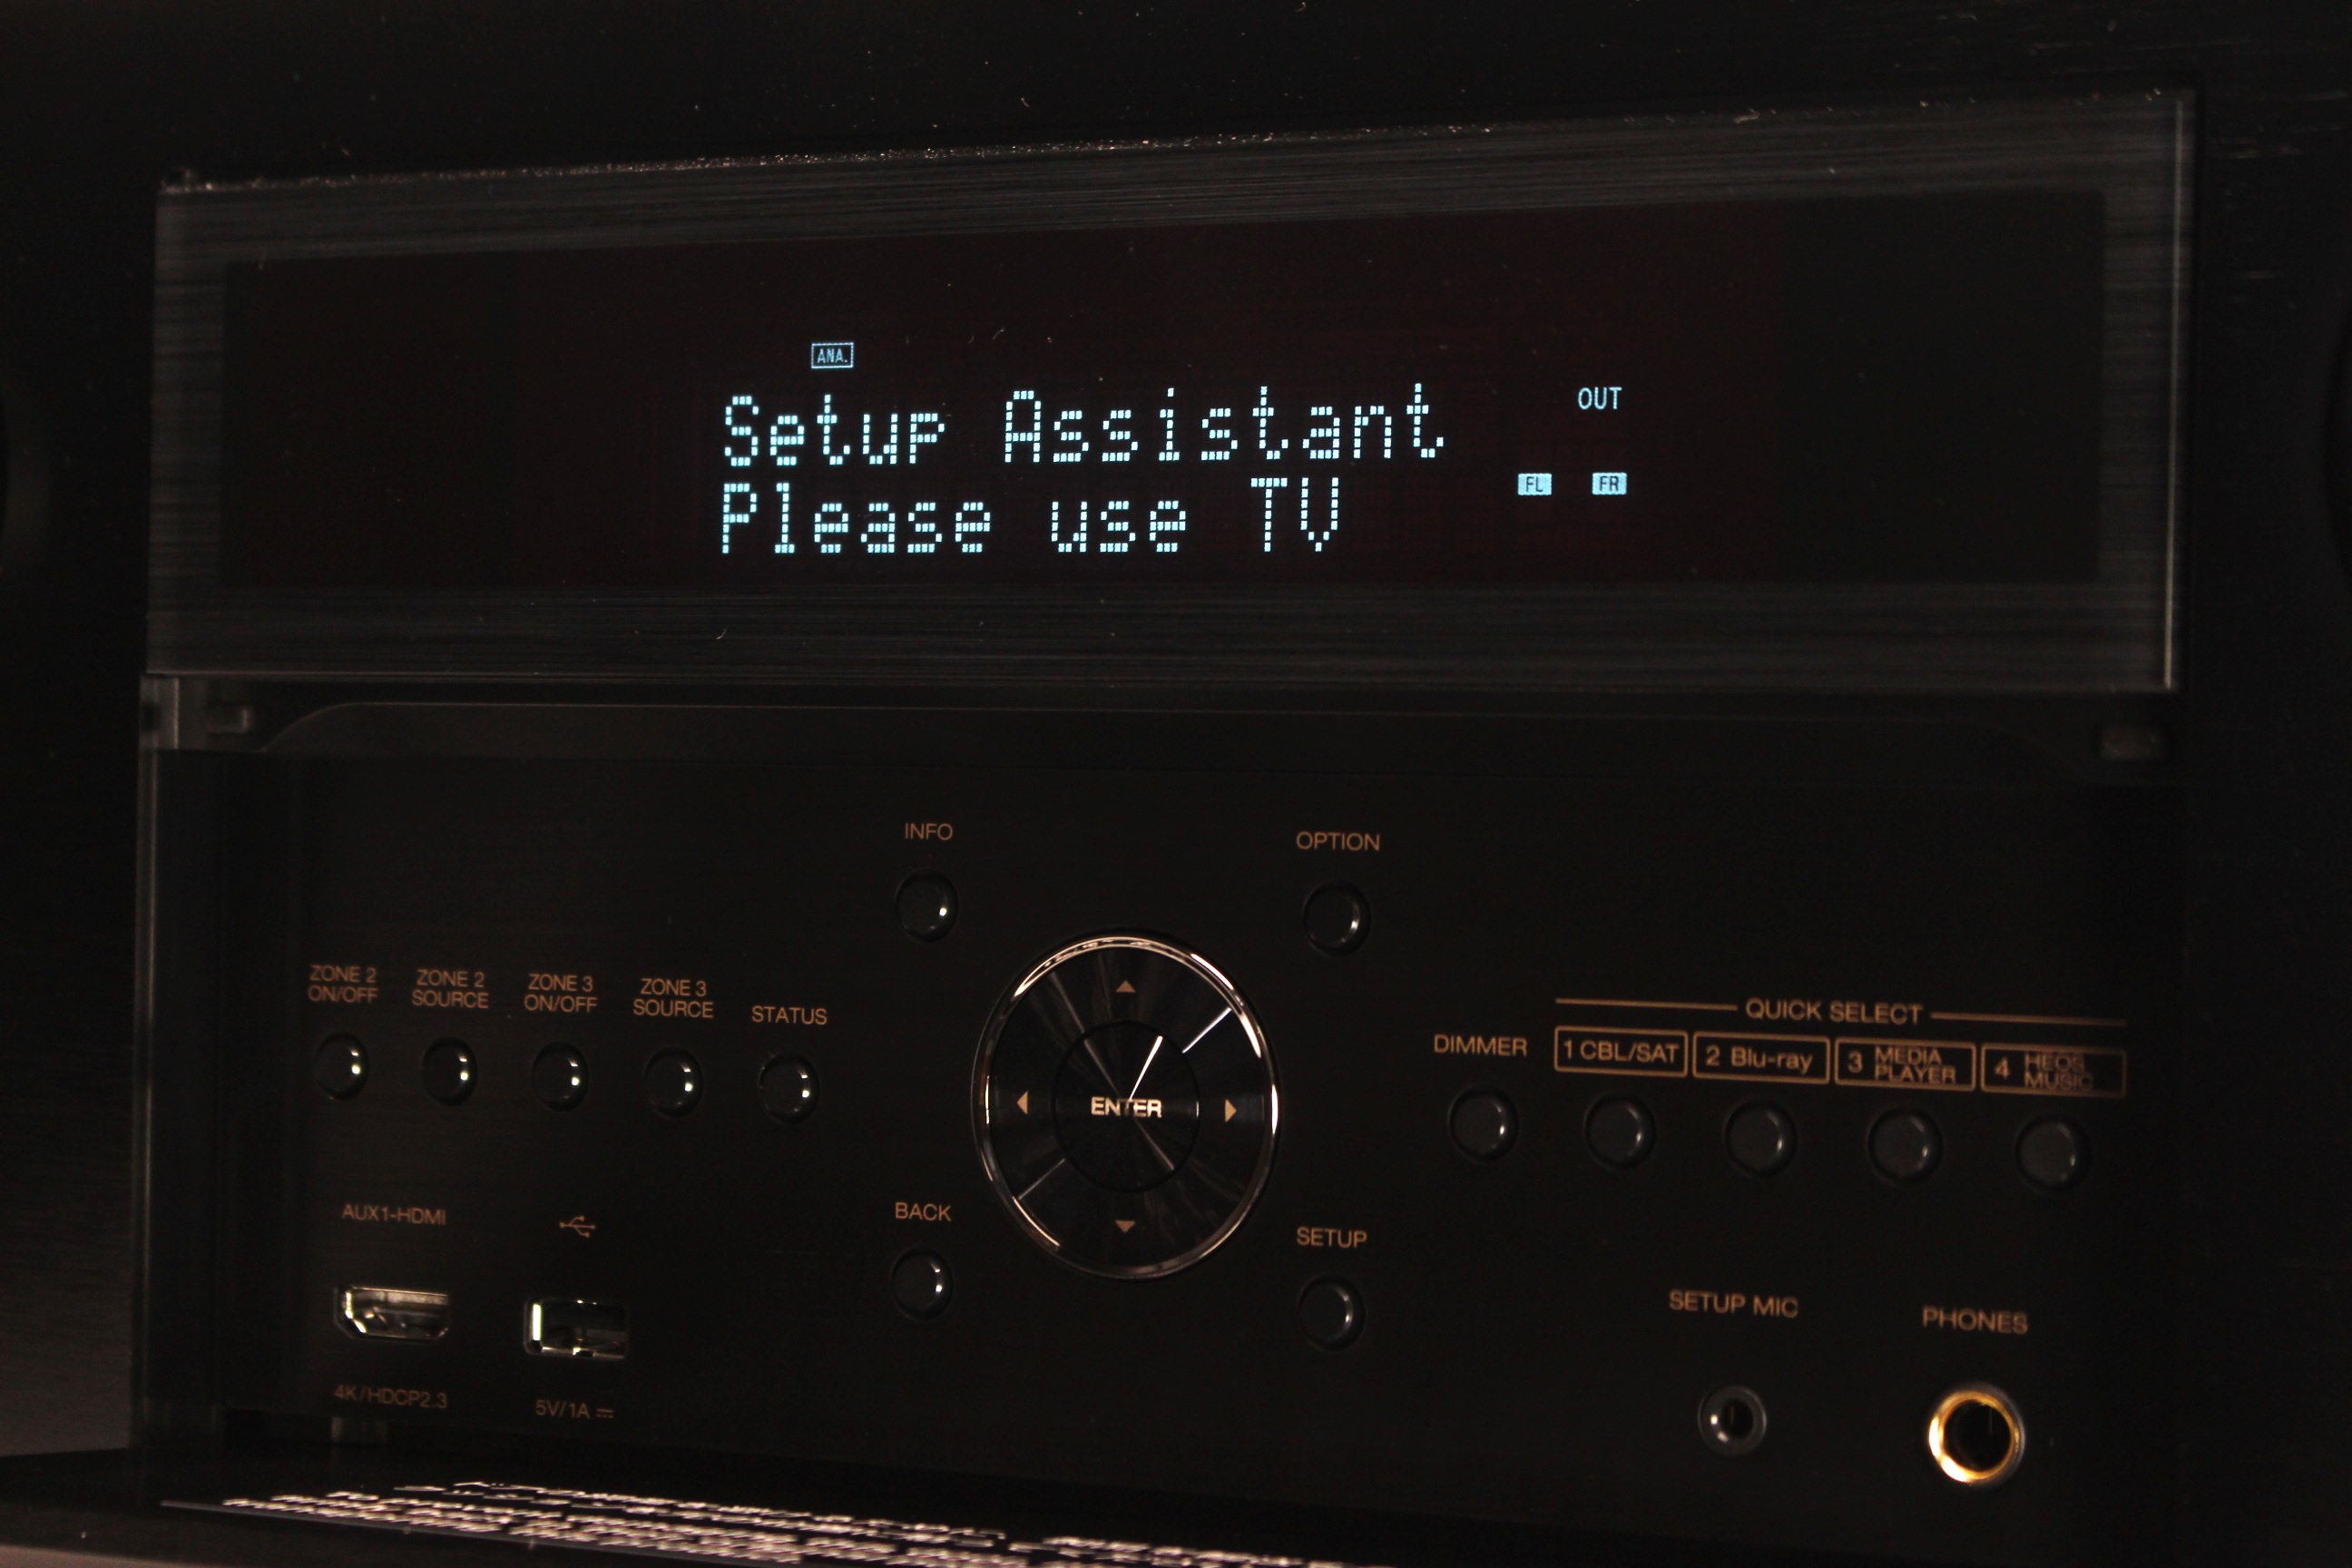 ANA.
Setup Assistant
OUT
Please use TV
FL FR
INFO
OPTION
ZONE 2
ON/OFF
ZONE 2
SOURCE
ZONE 3
ON/OFF
ZONE 3
SOURCE
STATUS
ENTER
DIMMER
QUICK SELECT
1 CBL/SAT
2 Blu-ray
3 MEDIA
PLAYER
4 HEOS
MUSIC
AUX1-HDMI
BACK
SETUP
SETUP MIC
PHONES
4K/HDCP2.3
5V/1A